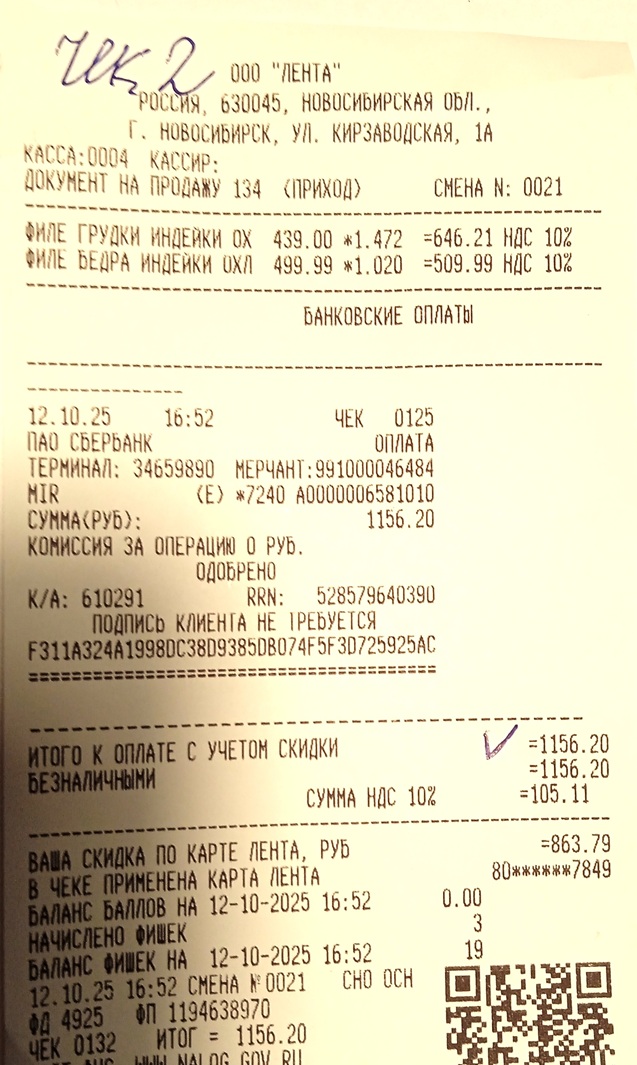 Чек 2
ООО "ЛЕНТА"
РОССИЯ, 630045, НОВОСИБИРСКАЯ ОБЛ.,
Г. НОВОСИБИРСК, УЛ. КИРЗАВОДСКАЯ, 1А
КАССА:0004 КАССИР:
ДОКУМЕНТ НА ПРОДАЖУ 134 (ПРИХОД) СМЕНА N: 0021
ФИЛЕ ГРУДКИ ИНДЕЙКИ ОХ 439.00 *1.472 =646.21 НДС 10%
ФИЛЕ БЕДРА ИНДЕЙКИ ОХЛ 499.99 *1.020 =509.99 НДС 10%
БАНКОВСКИЕ ОПЛАТЫ
12.10.25 16:52 ЧЕК 0125
ПАО СБЕРБАНК ОПЛАТА
ТЕРМИНАЛ: 34659890 МЕРЧАНТ:991000046484
MIR (E) *7240 A0000006581010
СУММА(РУБ): 1156.20
КОМИССИЯ ЗА ОПЕРАЦИЮ 0 РУБ.
ОДОБРЕНО
К/А: 610291 RRN: 528579640390
ПОДПИСЬ КЛИЕНТА НЕ ТРЕБУЕТСЯ
F311A324A1998DC38D9385DB074F5F3D725925AC
ИТОГО К ОПЛАТЕ С УЧЕТОМ СКИДКИ =1156.20
БЕЗНАЛИЧНЫМИ =1156.20
СУММА НДС 10% =105.11
ВАША СКИДКА ПО КАРТЕ ЛЕНТА, РУБ =863.79
В ЧЕКЕ ПРИМЕНЕНА КАРТА ЛЕНТА 80******7849
БАЛАНС БАЛЛОВ НА 12-10-2025 16:52 0.00
НАЧИСЛЕНО ФИШЕК 3
БАЛАНС ФИШЕК НА 12-10-2025 16:52 19
12.10.25 16:52 СМЕНА №0021 СНО ОСН
ФД 4925 ФП 1194638970
ЧЕК 0132 ИТОГ = 1156.20
WWW.NALOG.GOV.RU